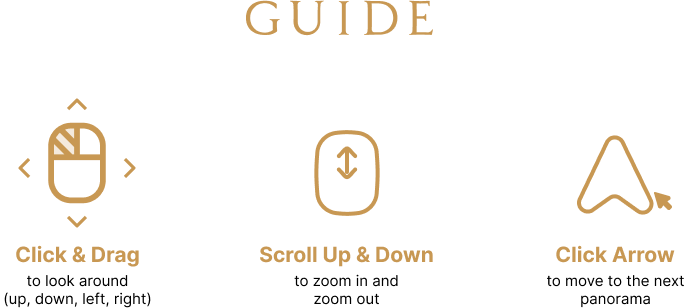 GUIDE
Click & Drag
to look around
(up, down, left, right)
Scroll Up & Down
to zoom in and
zoom out
Click Arrow
to move to the next
panorama